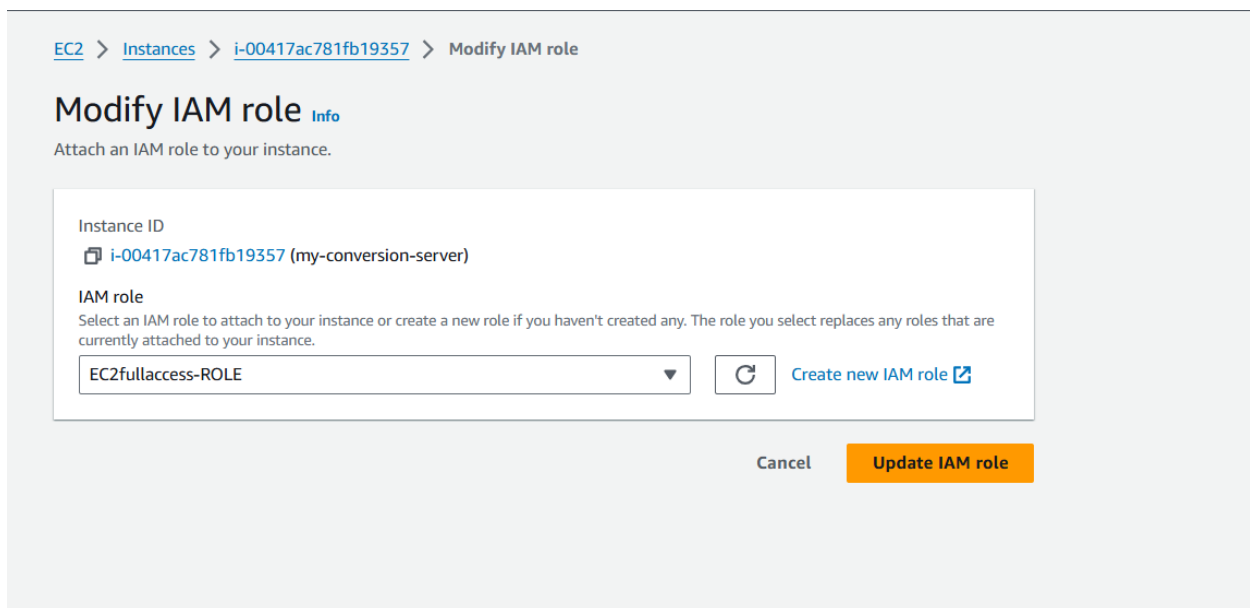 EC2 > Instances > i-00417ac781fb19357 > Modify IAM role
Modify IAM role Info
Attach an IAM role to your instance.
Instance ID
i-00417ac781fb19357 (my-conversion-server)
IAM role
Select an IAM role to attach to your instance or create a new role if you haven't created any. The role you select replaces any roles that are
currently attached to your instance.
EC2fullaccess-ROLE
Create new IAM role
Cancel
Update IAM role